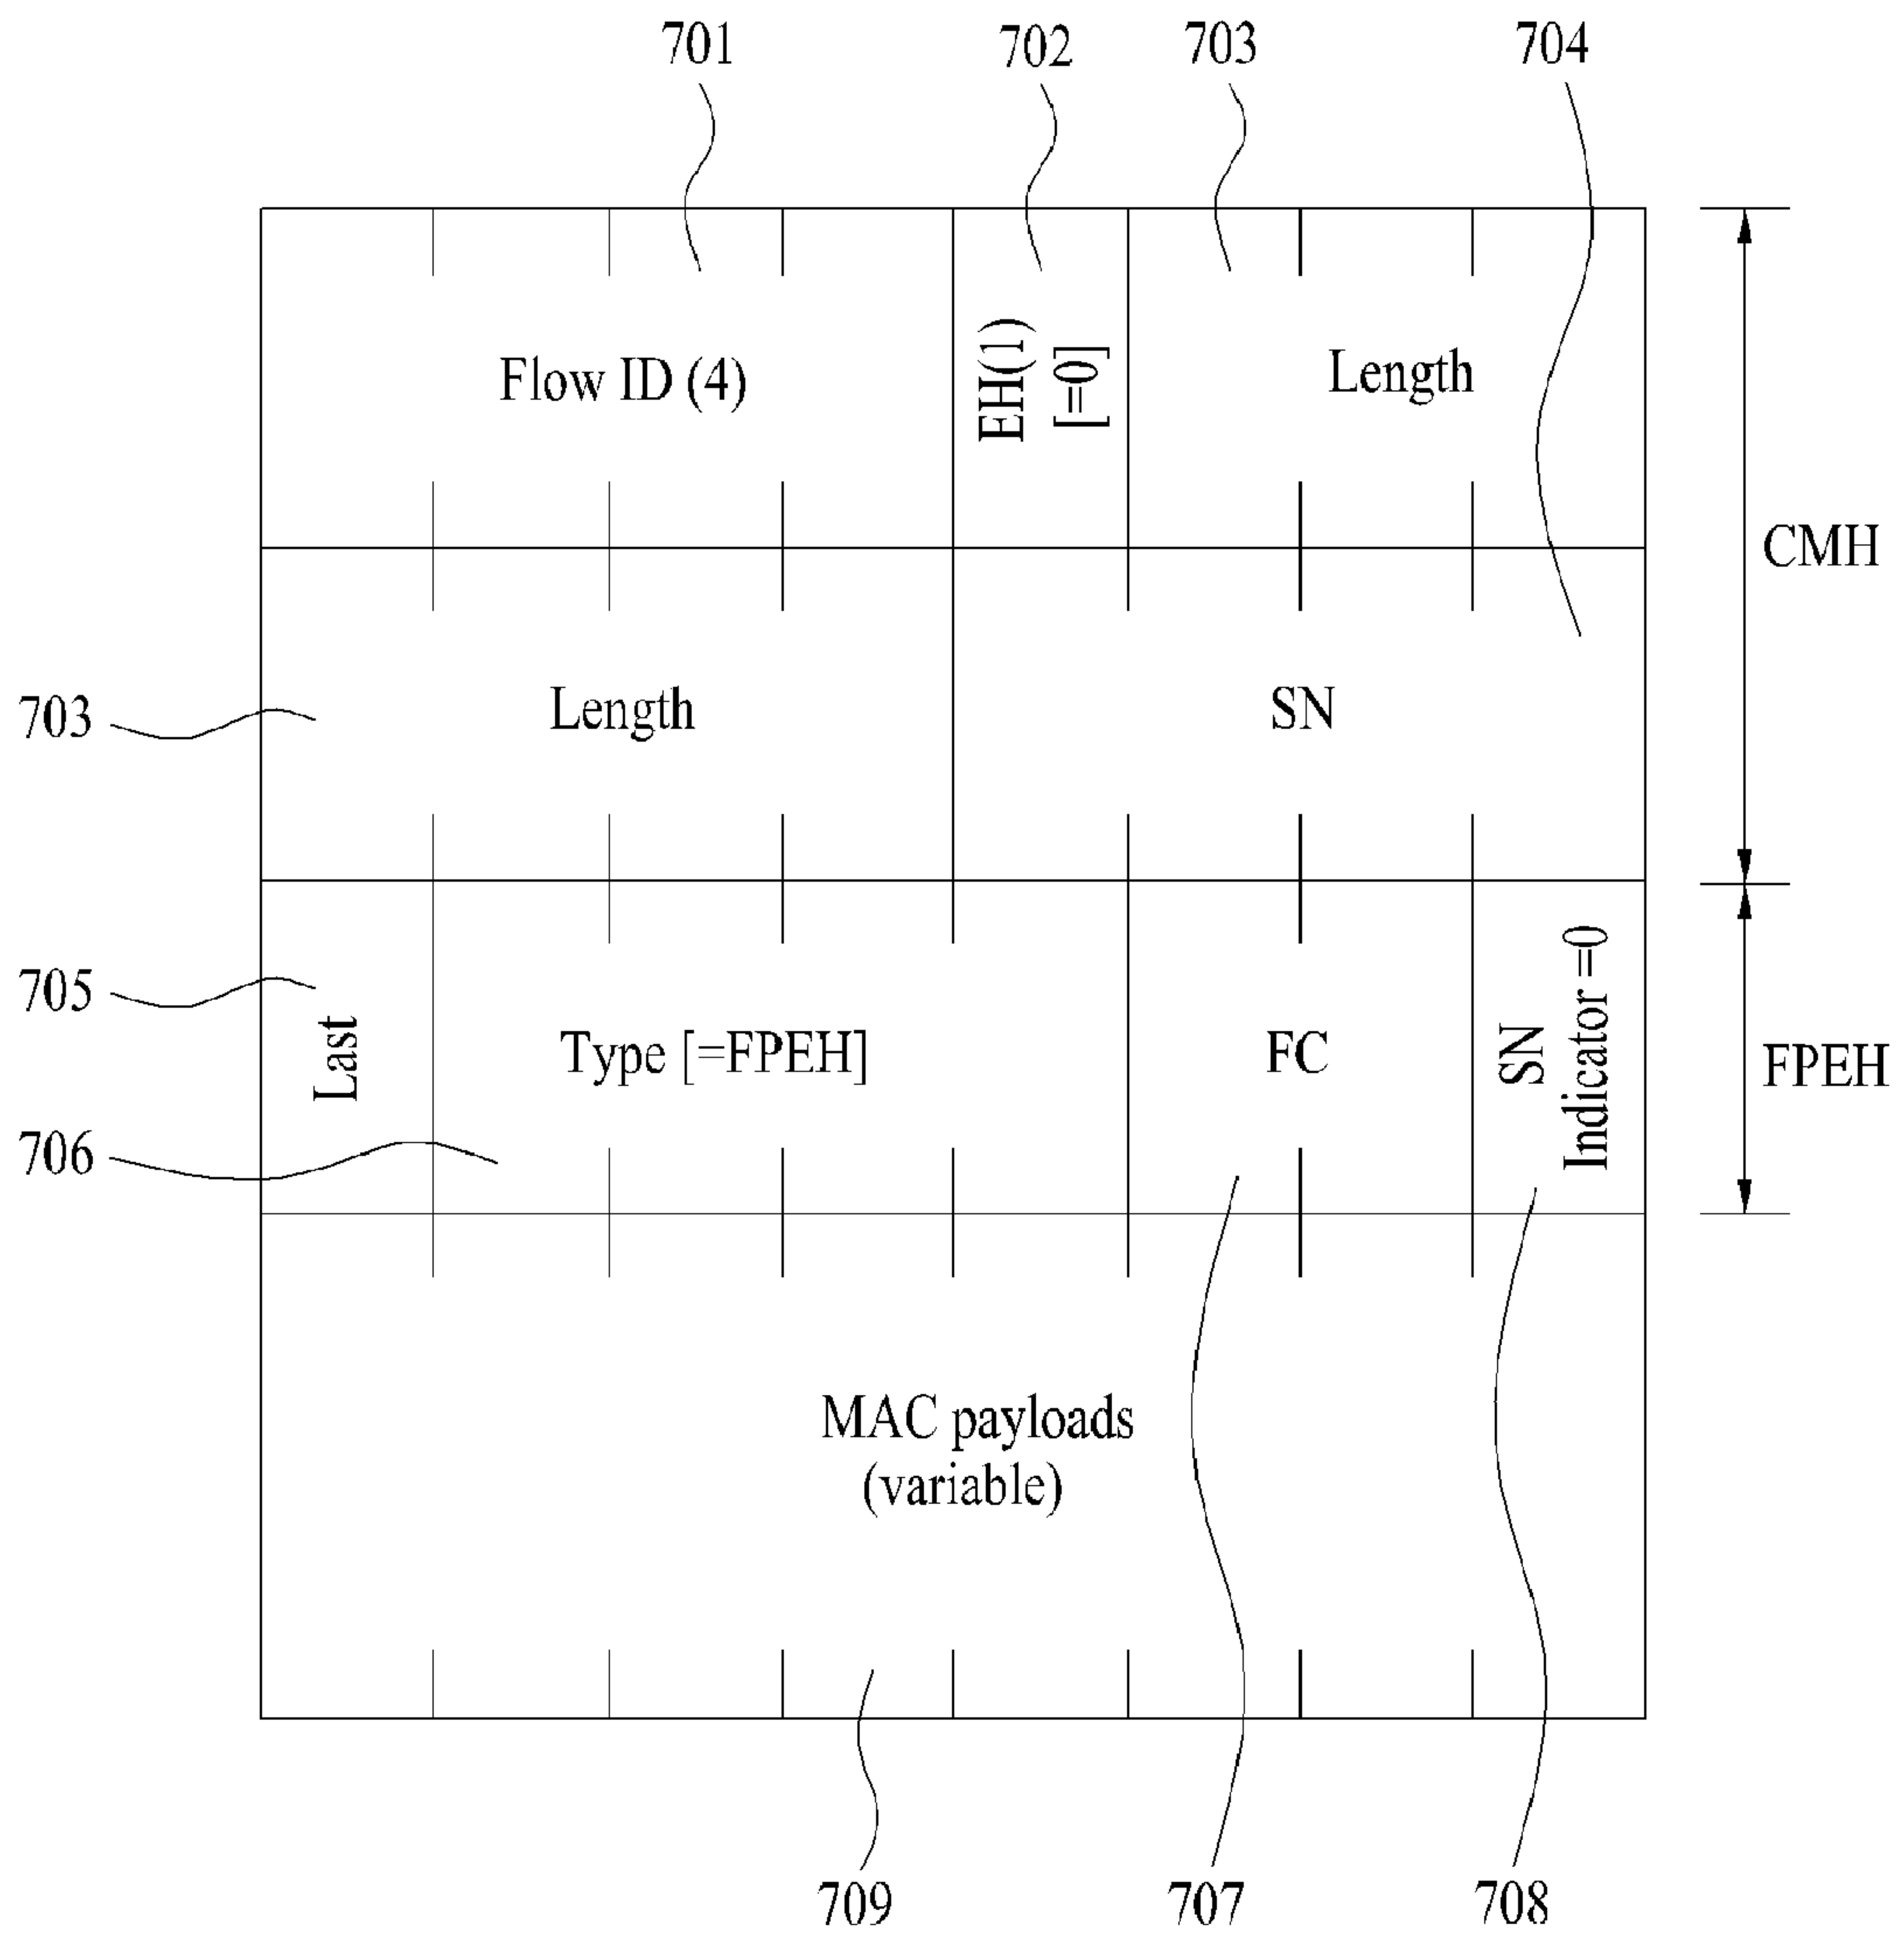 701 702 703 704
Flow ID (4)
EH(1)
[=0]
Length
CMH
703
Length
SN
705
Last
Type [=FPEH]
FC
SN
Indicator =0
FPEH
706
MAC payloads
(variable)
709 707 708